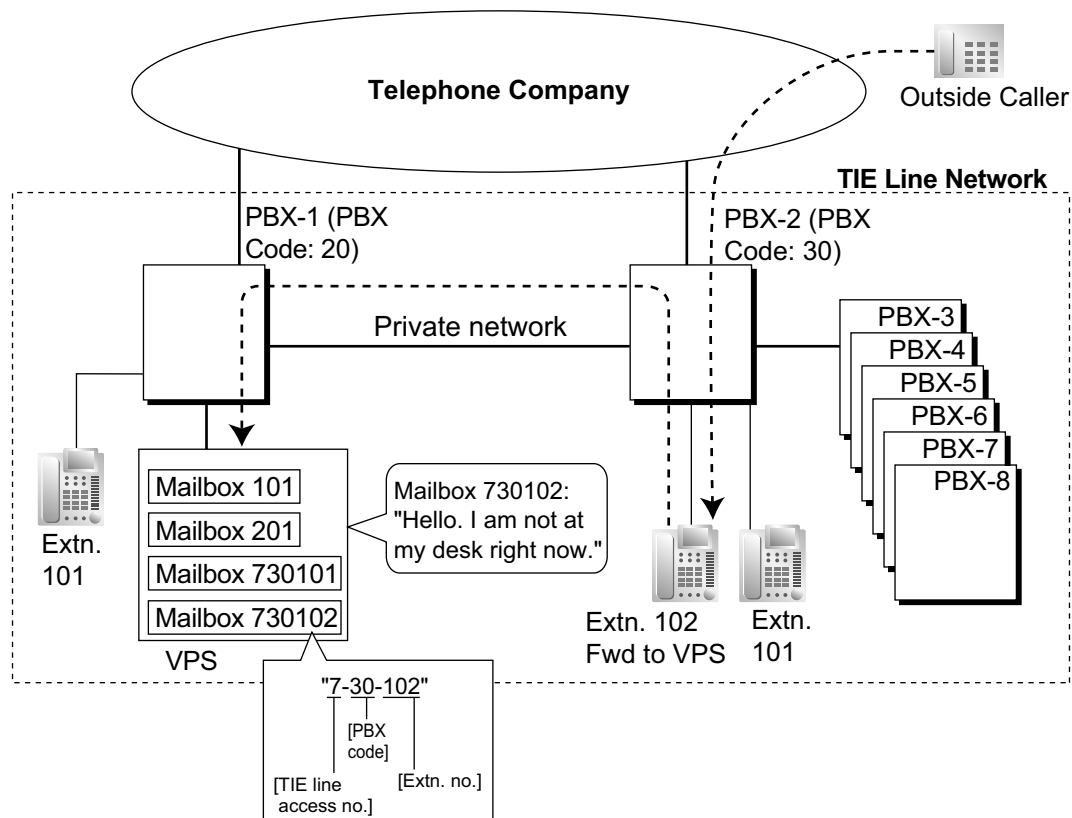 Telephone Company
Outside Caller
TIE Line Network
PBX-1 (PBX
Code: 20)
PBX-2 (PBX
Code: 30)
Private network
PBX-3
PBX-4
PBX-5
PBX-6
PBX-7
PBX-8
Extn.
101
Mailbox 101
Mailbox 201
Mailbox 730101
Mailbox 730102
VPS
Mailbox 730102:
"Hello. I am not at
my desk right now."
Extn. 102
Fwd to VPS
Extn.
101
"7-30-102"
[PBX
code]
[TIE line
access no.]
[Extn. no.]